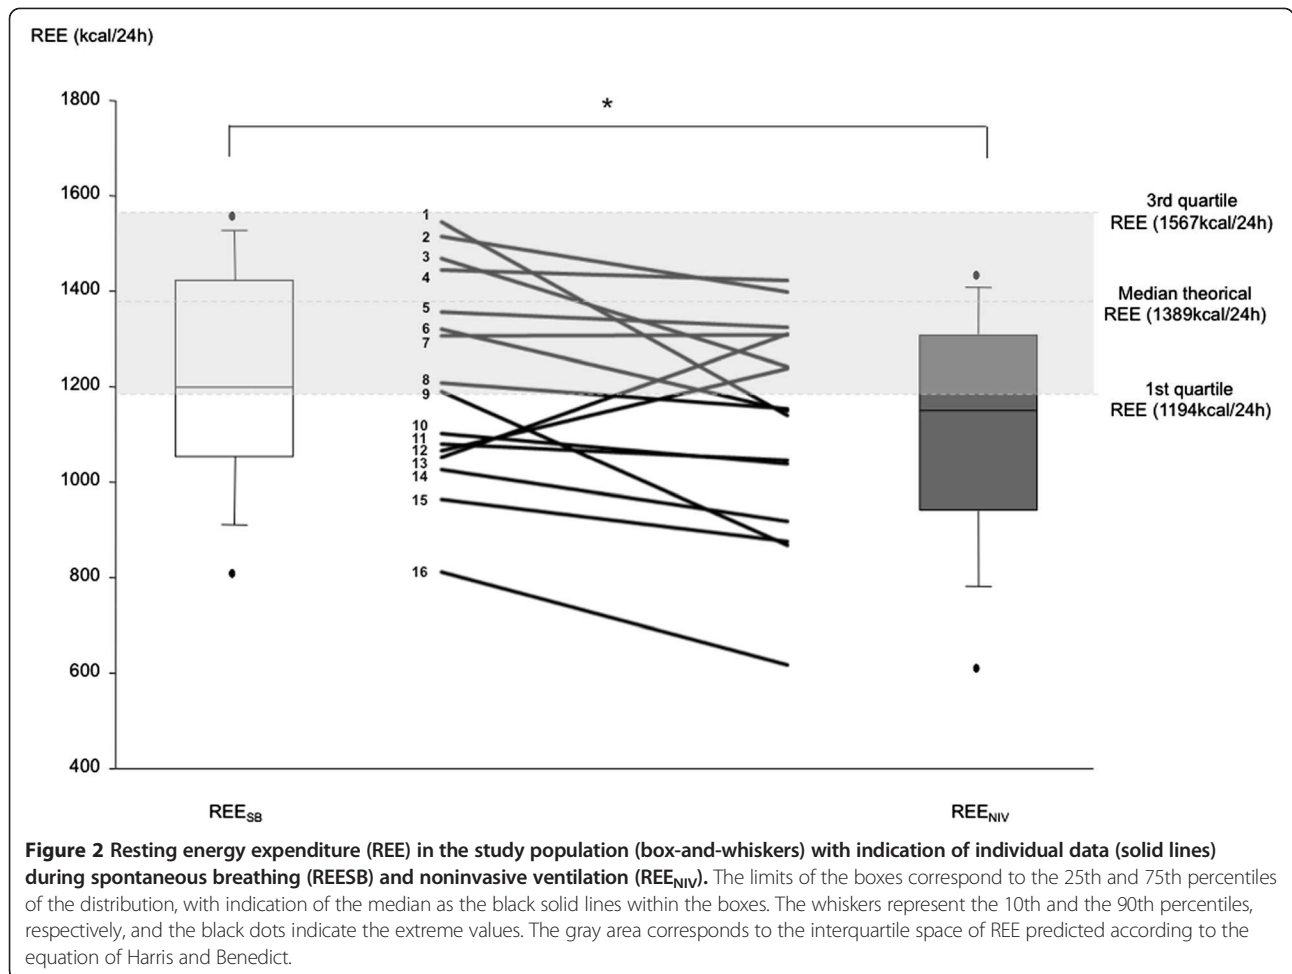 REE (kcal/24h)
1800
*
1600
3rd quartile
REE (1567kcal/24h)
1
2
3
4
1400
Median theorical
REE (1389kcal/24h)
5
6
7
1200
8
9
1st quartile
REE (1194kcal/24h)
10
11
12
13
1000
14
15
16
800
600
400
REESB
REENIV
Figure 2 Resting energy expenditure (REE) in the study population (box-and-whiskers) with indication of individual data (solid lines)
during spontaneous breathing (REESB) and noninvasive ventilation (REENIV). The limits of the boxes correspond to the 25th and 75th percentiles
of the distribution, with indication of the median as the black solid lines within the boxes. The whiskers represent the 10th and the 90th percentiles,
respectively, and the black dots indicate the extreme values. The gray area corresponds to the interquartile space of REE predicted according to the
equation of Harris and Benedict.